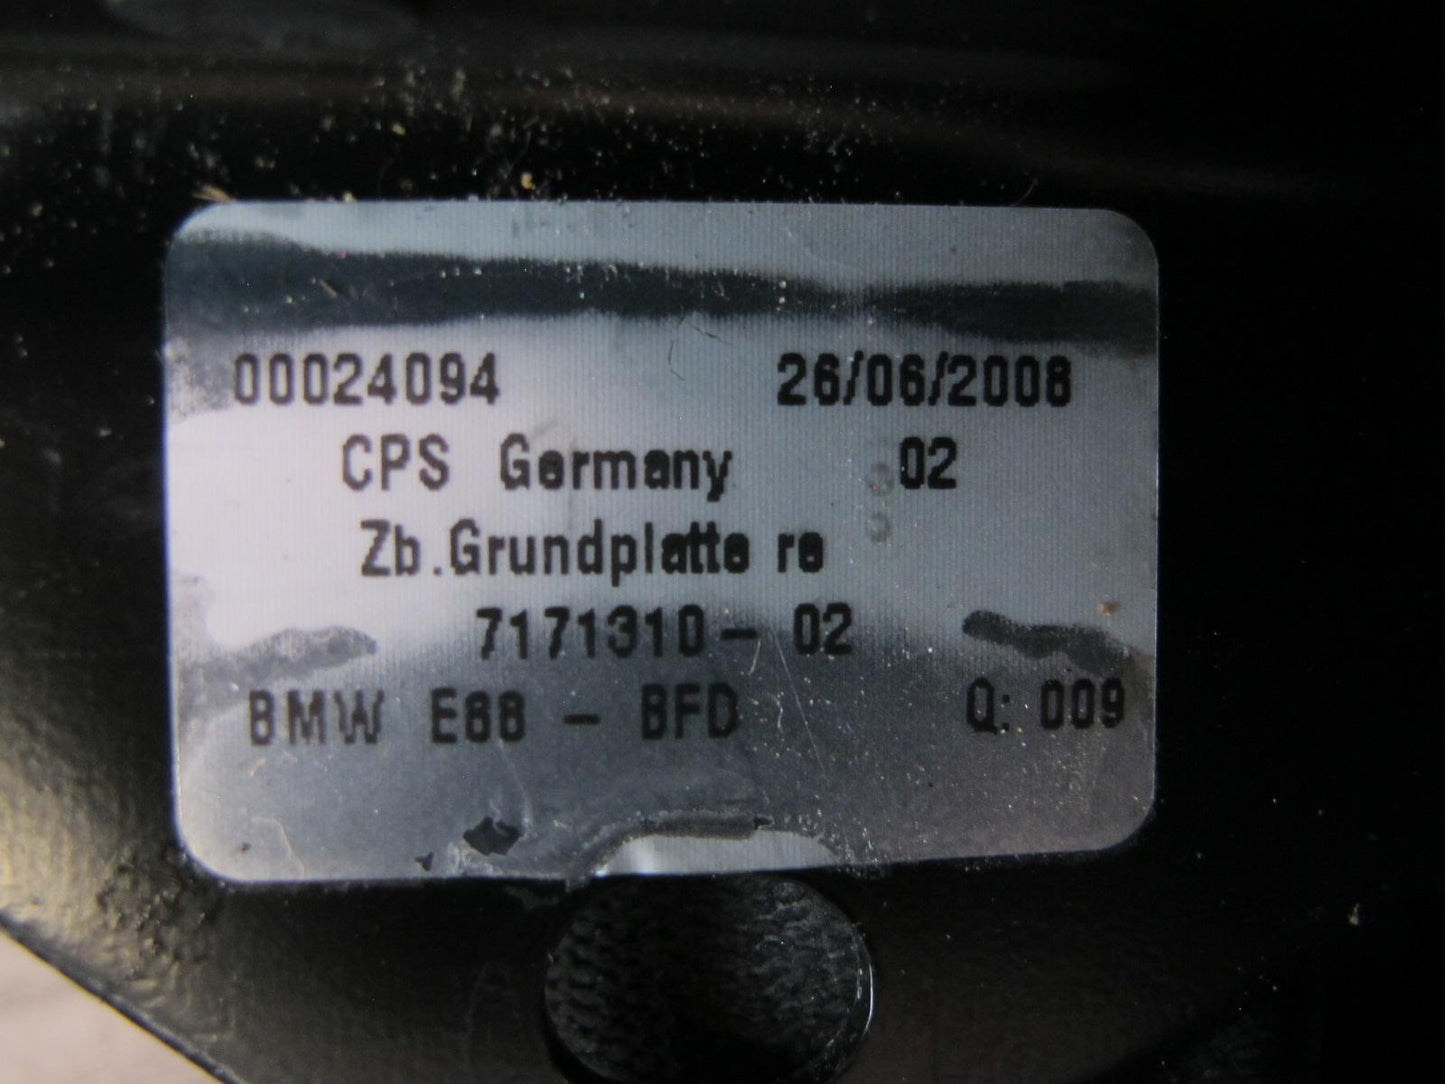 00024094 26/06/2008
CPS Germany 02
Zb.Grundplatte re
7171310- 02
BMW E88 - BFD Q: 009